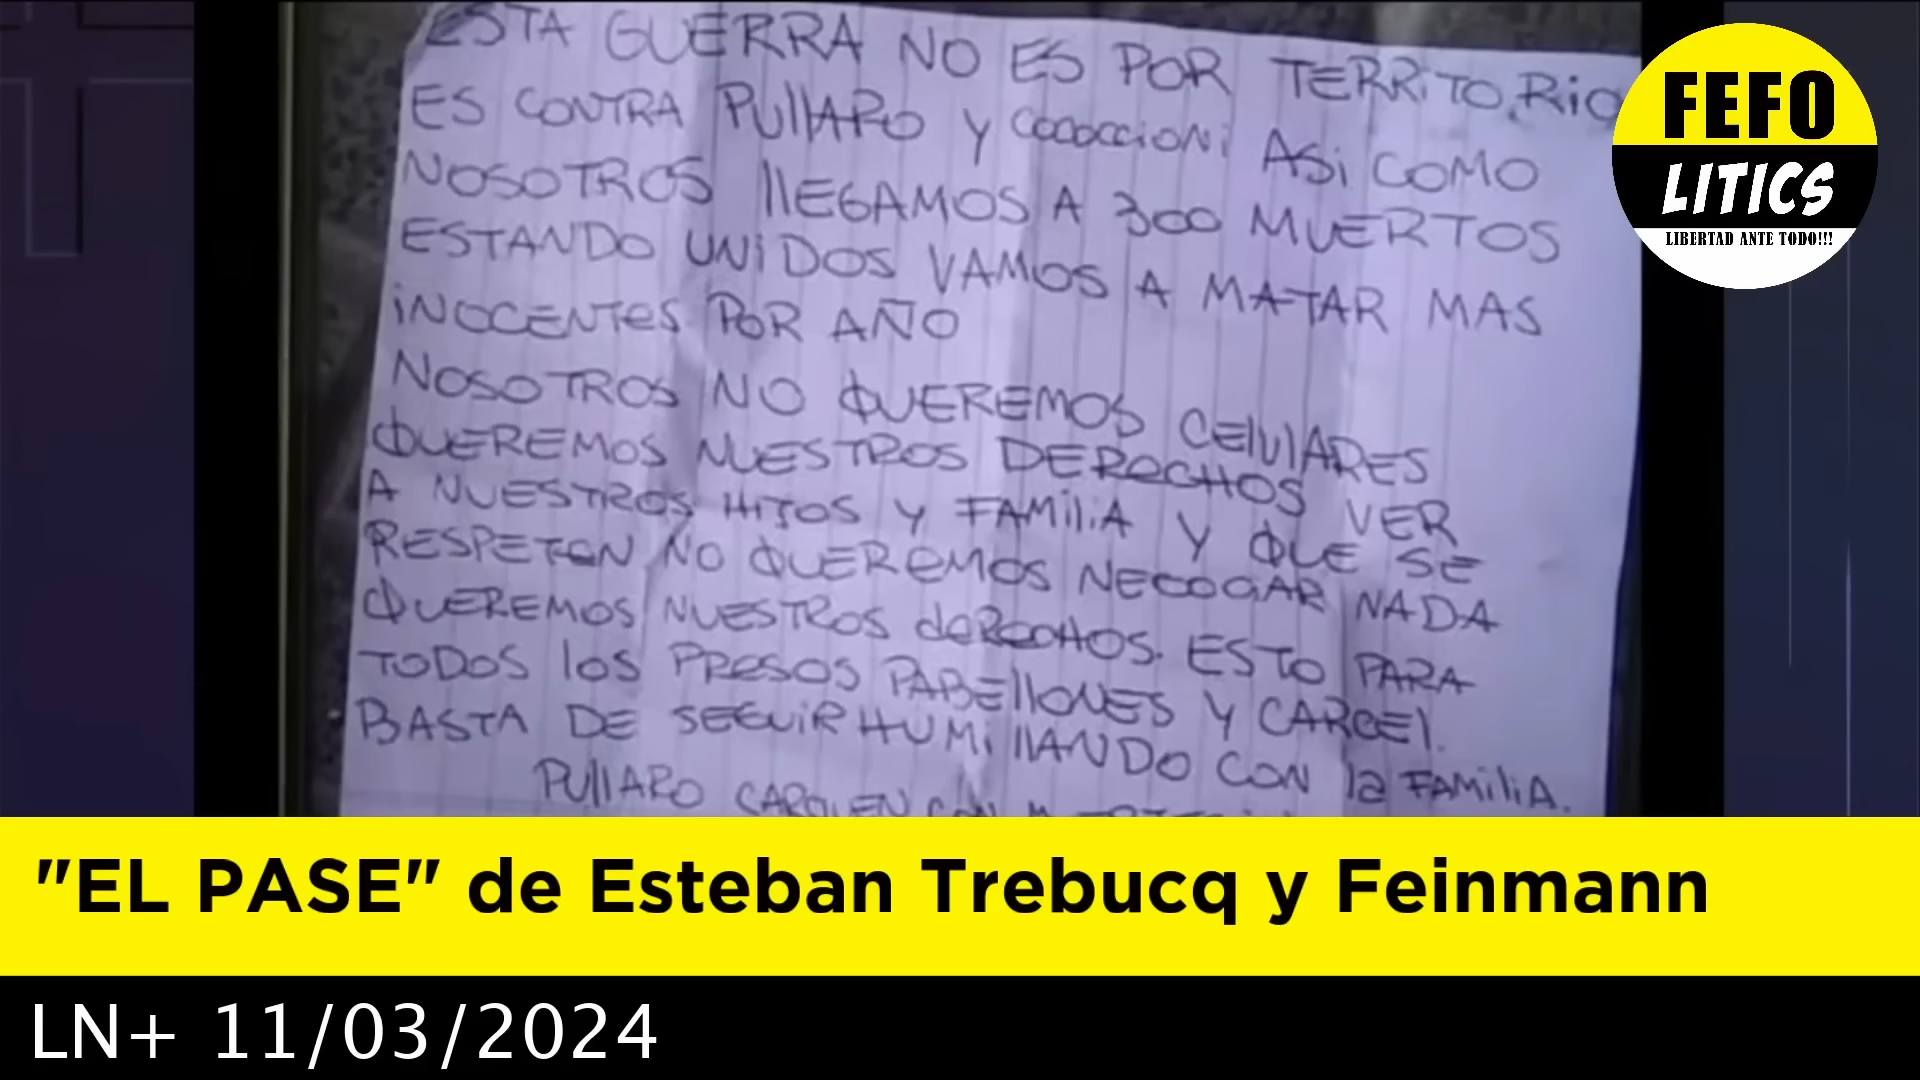 ESTA GUERRA NO ES POR TERRITORIO
ES CONTRA PULLARO Y COCOCCIONI ASI COMO
NOSOTROS LLEGAMOS A 300 MUERTOS
ESTANDO UNIDOS VAMOS A MATAR MAS
INOCENTES POR AÑO
NOSOTROS NO QUEREMOS CELULARES
QUEREMOS NUESTROS DERECHOS VER
A NUESTROS HIJOS Y FAMILIA Y QUE SE
RESPETEN NO QUEREMOS NECOGAR NADA
QUEREMOS NUESTROS dERECHOS. ESTO PARA
TODOS los PRESOS PABELLONES Y CARCEL.
BASTA DE SEGUIR HUMILLANDO CON la FAMILIA.
PULLARO
FEFO
LITICS
LIBERTAD ANTE TODO!!!
"EL PASE" de Esteban Trebucq y Feinmann
LN+ 11/03/2024